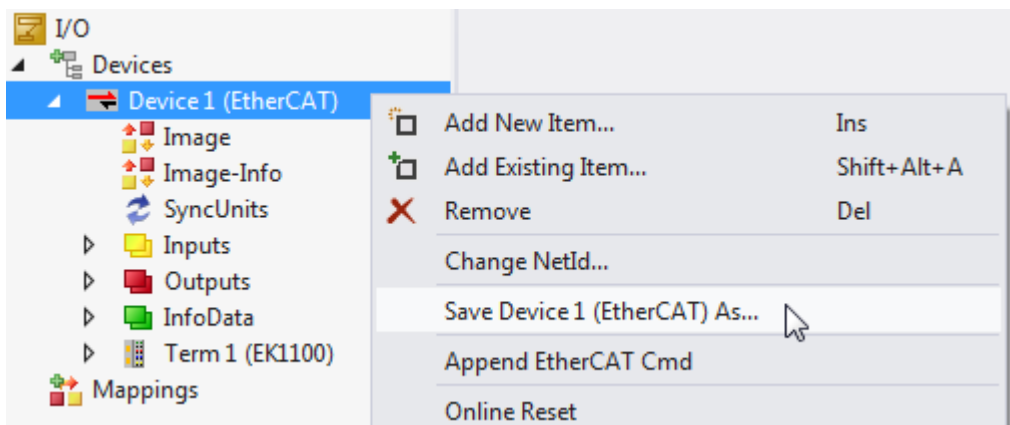 I/O
Devices
Device 1 (EtherCAT)
Image
Image-Info
SyncUnits
Inputs
Outputs
InfoData
Term 1 (EK1100)
Mappings
Add New Item... Ins
Add Existing Item... Shift+Alt+A
Remove Del
Change NetId...
Save Device 1 (EtherCAT) As...
Append EtherCAT Cmd
Online Reset